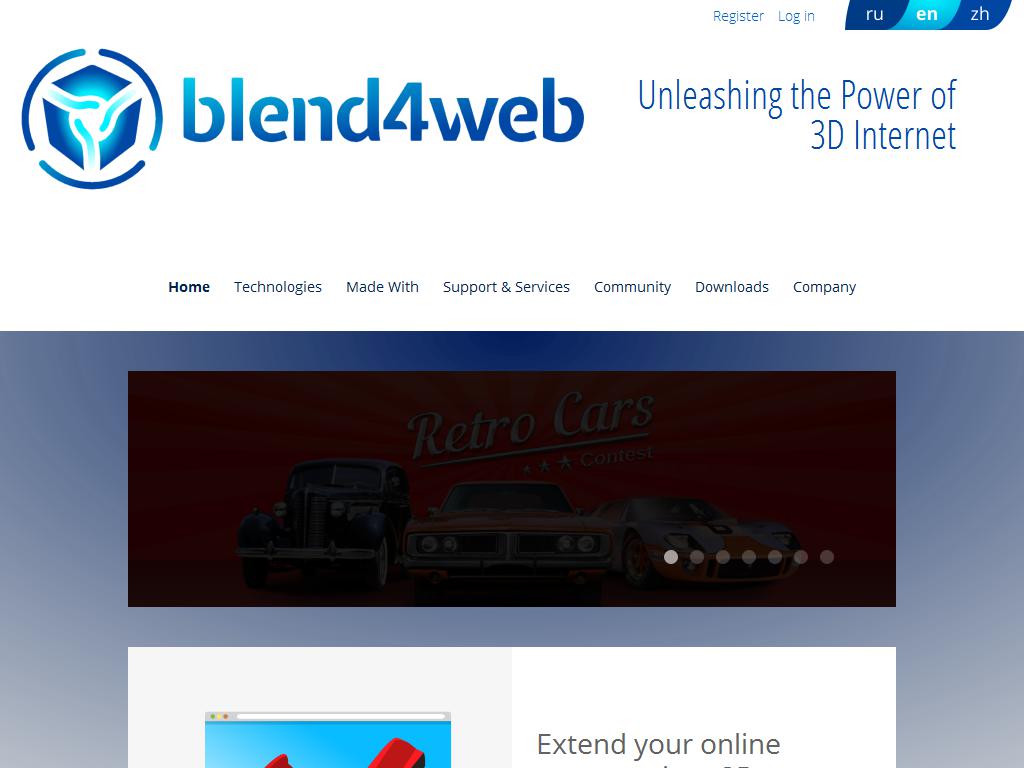 Register Log in ru en zh
blend4web
Unleashing the Power of
3D Internet
Home Technologies Made With Support & Services Community Downloads Company
Retro Cars
Contest
Extend your online